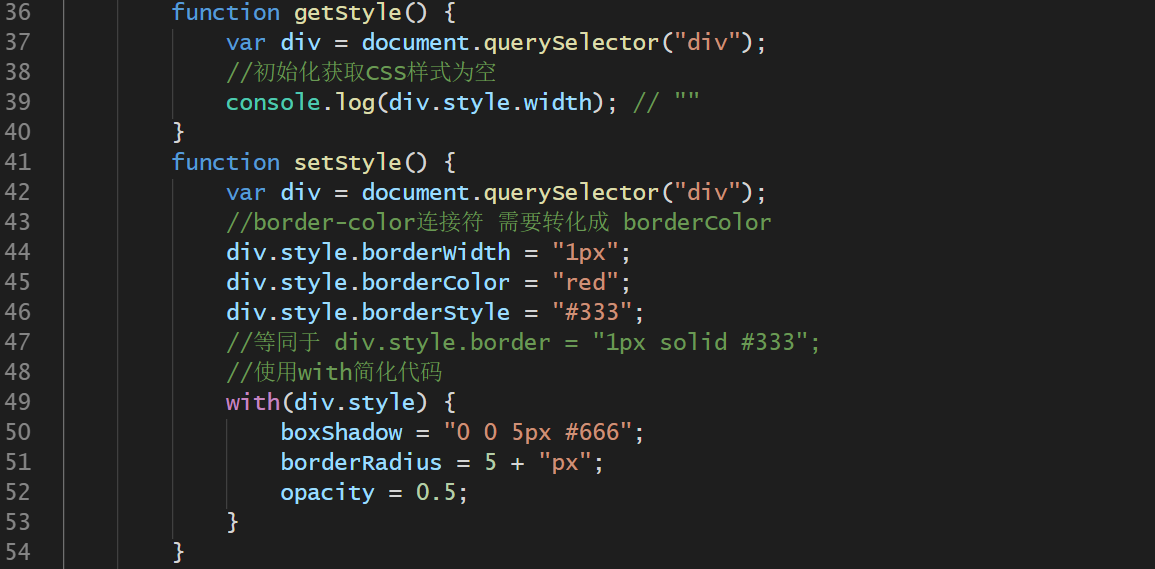 36 function getStyle() {
37 var div = document.querySelector("div");
38 //初始化获取CSS样式为空
39 console.log(div.style.width); // ""
40 }
41 function setStyle() {
42 var div = document.querySelector("div");
43 //border-color连接符 需要转化成 borderColor
44 div.style.borderWidth = "1px";
45 div.style.borderColor = "red";
46 div.style.borderStyle = "#333";
47 //等同于 div.style.border = "1px solid #333";
48 //使用with简化代码
49 with(div.style) {
50 boxShadow = "0 0 5px #666";
51 borderRadius = 5 + "px";
52 opacity = 0.5;
53 }
54 }